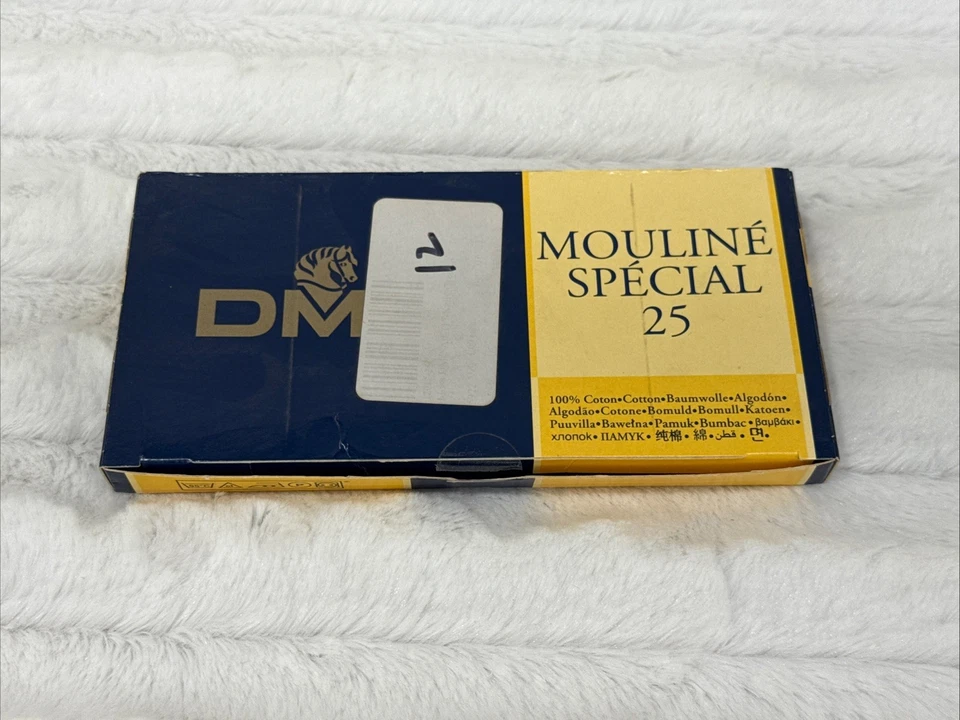 DM
12
MOULINÉ
SPÉCIAL
25
100% Coton•Cotton•Baumwolle•Algodón•
Algodão•Cotone•Bomuld•Bomull•Katoen•
Puuvilla•Bawełna•Pamuk•Bumbac•βαμβάκι•
хлопок•ПАМУК•纯棉•綿•قطن•면•